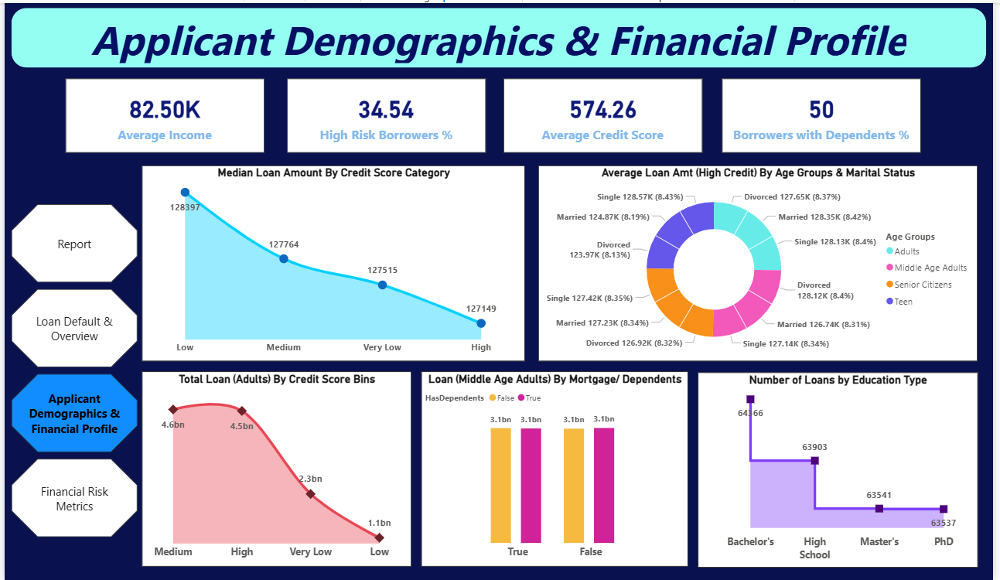 Applicant Demographics & Financial Profile
82.50K
Average Income
34.54
High Risk Borrowers %
574.26
Average Credit Score
50
Borrowers with Dependents %
Report
Loan Default &
Overview
Applicant
Demographics &
Financial Profile
Financial Risk
Metrics
Median Loan Amount By Credit Score Category
128397
127764
127515
127149
Low
Medium
Very Low
High
Average Loan Amt (High Credit) By Age Groups & Marital Status
Single 128.57K (8.43%)
Divorced 127.65K (8.37%)
Married 124.87K (8.19%)
Married 128.35K (8.42%)
Divorced
123.97K (8.13%)
Single 128.13K (8.4%)
Single 127.42K (8.35%)
Divorced
128.12K (8.4%)
Married 127.23K (8.34%)
Married 126.74K (8.31%)
Divorced 126.92K (8.32%)
Single 127.14K (8.34%)
Age Groups
Adults
Middle Age Adults
Senior Citizens
Teen
Total Loan (Adults) By Credit Score Bins
4.6bn
4.5bn
2.3bn
1.1bn
Medium
High
Very Low
Low
Loan (Middle Age Adults) By Mortgage/ Dependents
HasDependents False True
3.1bn
3.1bn
3.1bn
3.1bn
True
False
Number of Loans by Education Type
64366
63903
63541
63537
Bachelor's
High
School
Master's
PhD